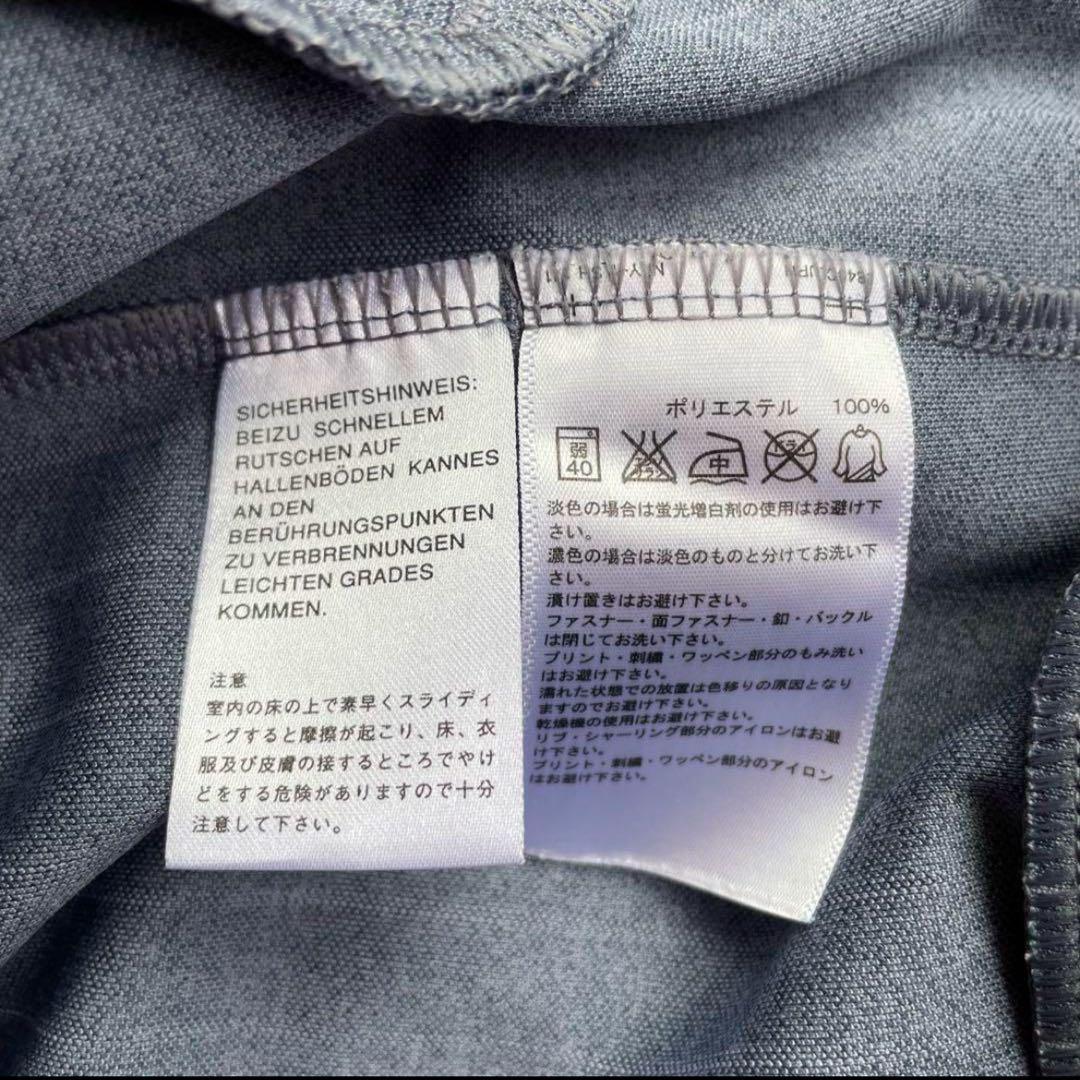 SICHERHEITSHINWEIS:
BEIZU SCHNELLEM
RUTSCHEN AUF
HALLENBÖDEN KANNES
AN DEN
BERÜHRUNGSPUNKTEN
ZU VERBRENNUNGEN
LEICHTEN GRADES
KOMMEN.
注意
室内の床の上で素早くスライディ
ングすると摩擦が起こり、床、衣
服及び皮膚の接するところでやけ
どをする危険がありますので十分
注意して下さい。
ポリエステル 100%
弱
40
中
淡色の場合は蛍光増白剤の使用はお避け下
さい。
濃色の場合は淡色のものと分けてお洗い下
さい。
漬け置きはお避け下さい。
ファスナー・面ファスナー・釦・バックル
は閉じてお洗い下さい。
プリント・刺繍・ワッペン部分のもみ洗い
はお避け下さい。
濡れた状態での放置は色移りの原因となり
ますのでお避け下さい。
乾燥機の使用はお避け下さい。
リブ・シャーリング部分のアイロンはお避
け下さい。
プリント・刺繍・ワッペン部分のアイロン
はお避け下さい。